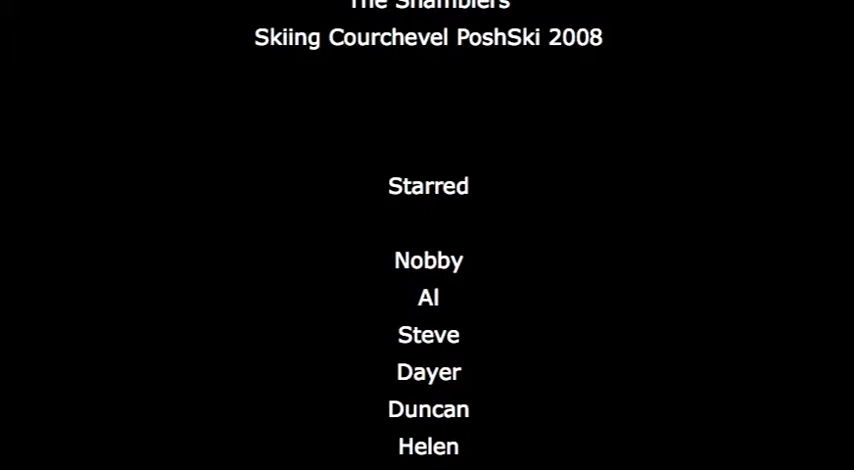 The Shamblers
Skiing Courchevel PoshSki 2008
Starred
Nobby
Al
Steve
Dayer
Duncan
Helen